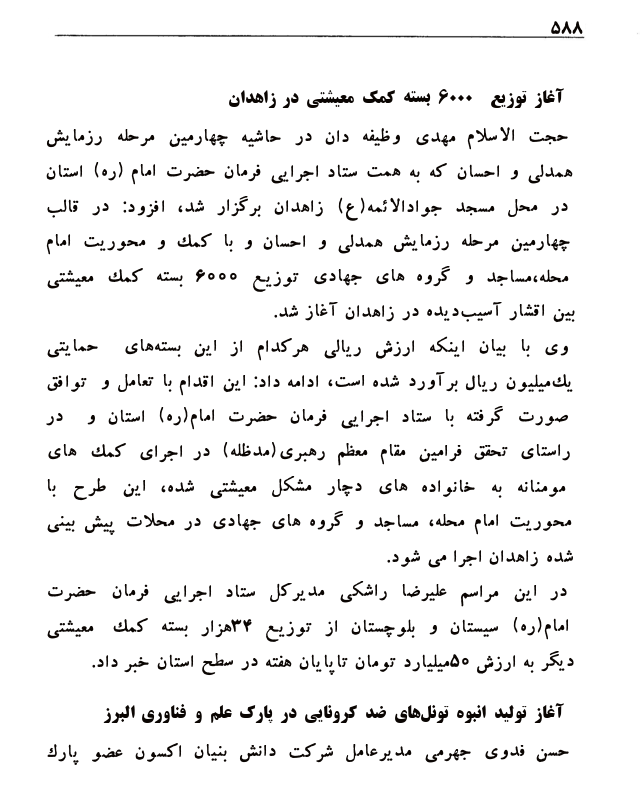 ۵۸۸
آغاز توزیع ۶۰۰۰ بسته کمک معیشتی در زاهدان
حجت الاسلام مهدی وظیفه دان در حاشیه چهارمین مرحله رزمایش
همدلی و احسان که به همت ستاد اجرایی فرمان حضرت امام (ره) استان
در محل مسجد جوادالائمه(ع) زاهدان برگزار شد، افزود: در قالب
چهارمین مرحله رزمایش همدلی و احسان و با کمك و محوریت امام
محله،مساجد و گروه های جهادی توزیع ۶۰۰۰ بسته کمك معیشتی
بین اقشار آسیب‌دیده در زاهدان آغاز شد.
وی با بیان اینکه ارزش ریالی هرکدام از این بسته‌های حمایتی
یك‌میلیون ریال برآورد شده است، ادامه داد: این اقدام با تعامل و توافق
صورت گرفته با ستاد اجرایی فرمان حضرت امام(ره) استان و در
راستای تحقق فرامین مقام معظم رهبری(مدظله) در اجرای کمك های
مومنانه به خانواده های دچار مشکل معیشتی شده، این طرح با
محوریت امام محله، مساجد و گروه های جهادی در محلات پیش بینی
شده زاهدان اجرا می شود.
در این مراسم علیرضا راشکی مدیرکل ستاد اجرایی فرمان حضرت
امام(ره) سیستان و بلوچستان از توزیع ۳۴هزار بسته کمك معیشتی
دیگر به ارزش ۵۰میلیارد تومان تاپایان هفته در سطح استان خبر داد.
آغاز تولید انبوه تونل‌های ضد کرونایی در پارک علم و فناوری البرز
حسن فدوی جهرمی مدیرعامل شرکت دانش بنیان اکسون عضو پارك